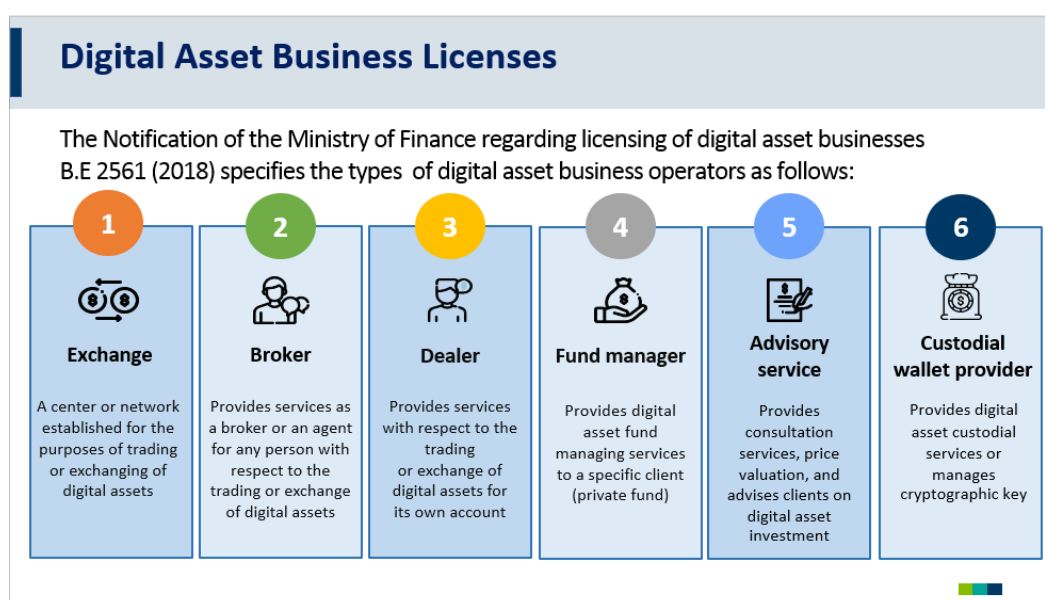 Digital Asset Business Licenses
The Notification of the Ministry of Finance regarding licensing of digital asset businesses
B.E 2561 (2018) specifies the types of digital asset business operators as follows:
1
Exchange
A center or network
established for the
purposes of trading
or exchanging of
digital assets
2
Broker
Provides services as
a broker or an agent
for any person with
respect to the
trading or exchange
of digital assets
3
Dealer
Provides services
with respect to the
trading
or exchange of
digital assets for
its own account
4
Fund manager
Provides digital
asset fund
managing services
to a specific client
(private fund)
5
Advisory
service
Provides
consultation
services, price
valuation, and
advises clients on
digital asset
investment
6
Custodial
wallet provider
Provides digital
asset custodial
services or
manages
cryptographic key